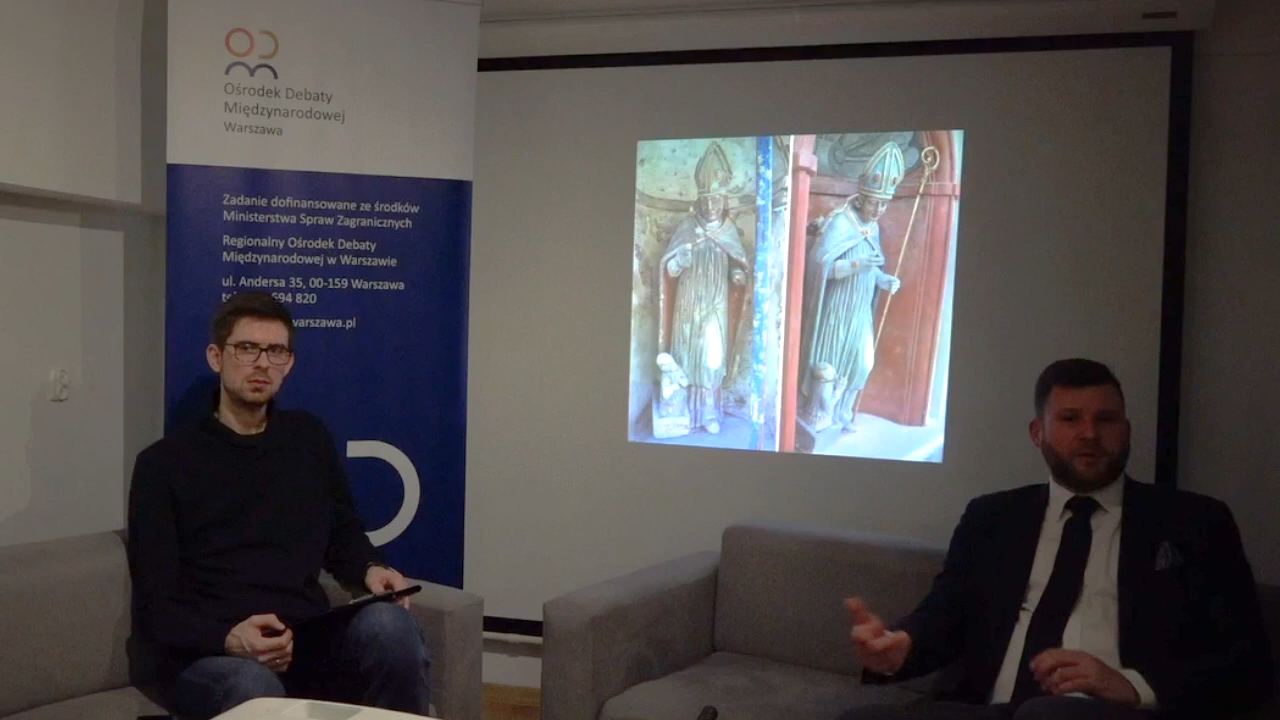 Ośrodek Debaty
Międzynarodowej
Warszawa
Zadanie dofinansowane ze środków
Ministerstwa Spraw Zagranicznych
Regionalny Ośrodek Debaty
Międzynarodowej w Warszawie
ul. Andersa 35, 00-159 Warszawa
694 820
warszawa.pl